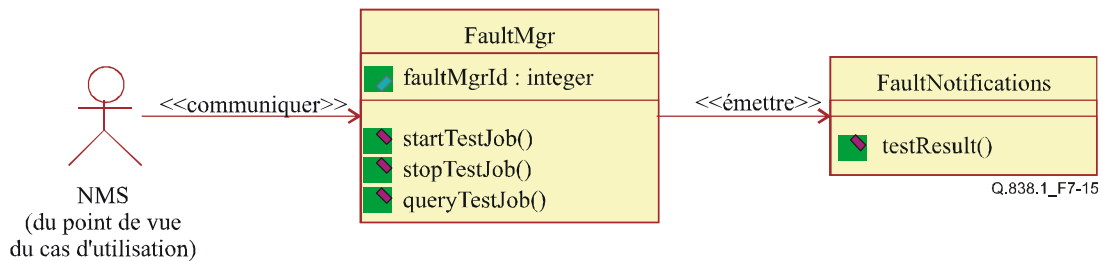 FaultMgr
faultMgrId : integer
startTestJob()
stopTestJob()
queryTestJob()
<<communiquer>>
<<émettre>>
FaultNotifications
testResult()
NMS
(du point de vue
du cas d'utilisation)
Q.838.1_F7-15